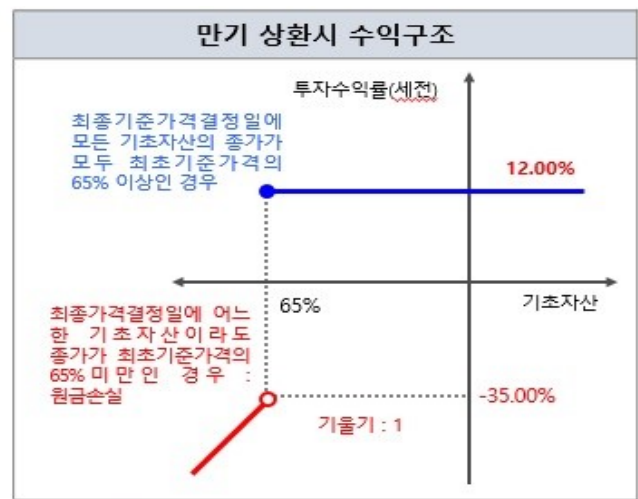 만기 상환시 수익구조
투자수익률(세전)
최종기준가격결정일에
모든 기초자산의 종가가
모두 최초기준가격의
65% 이상인 경우
12.00%
65%
기초자산
최종가격결정일에 어느
한 기초자산이라도
종가가 최초기준가격의
65%미만인 경우 :
원금손실
-35.00%
기울기 : 1